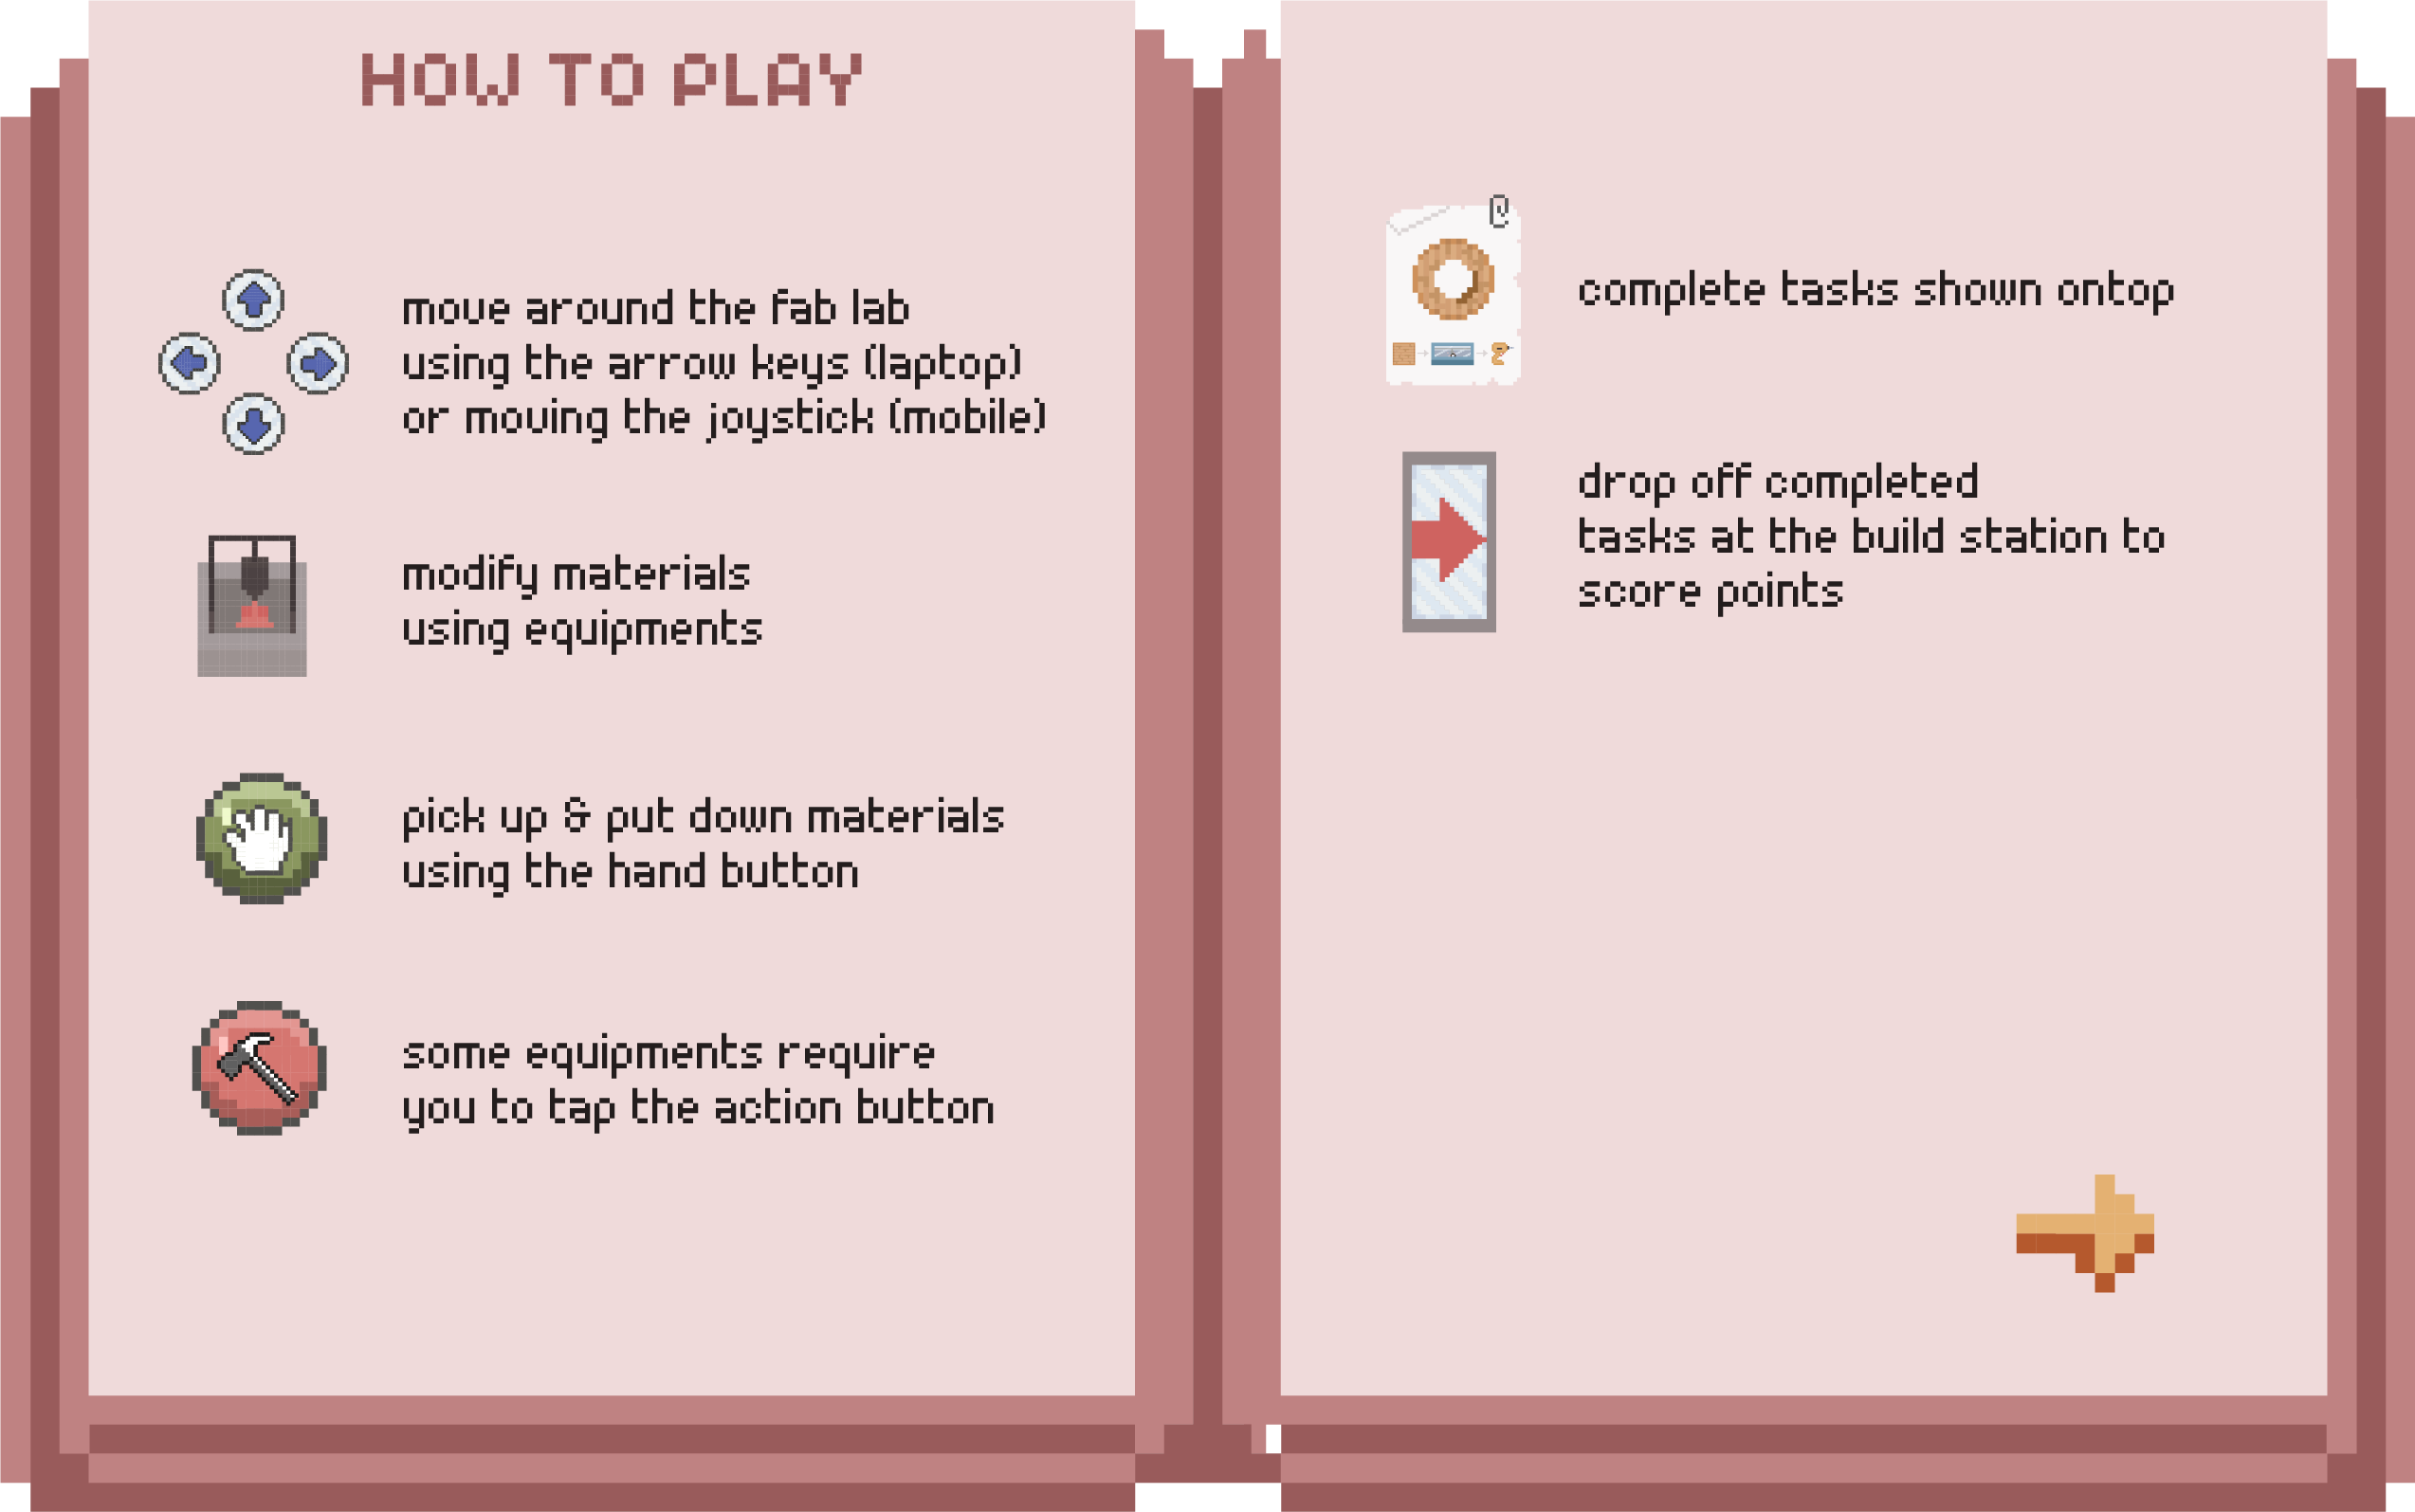 HOW TO PLAY
move around the fab lab
using the arrow keys (laptop)
or moving the joystick (mobile)
modify materials
using equipments
pick up & put down materials
using the hand button
some equipments require
you to tap the action button
complete tasks shown ontop
drop off completed
tasks at the build station to
score points